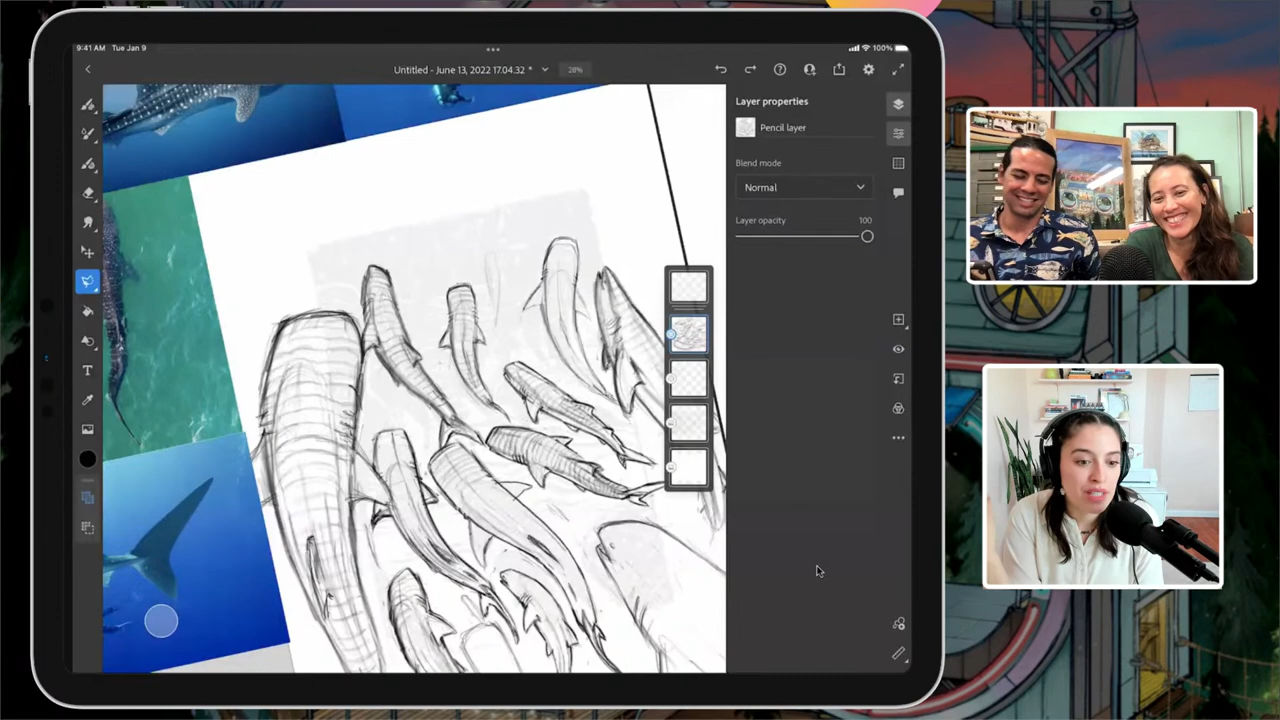 9:41 AM Tue Jan 9
100%
Untitled - June 13, 2022 17.04.32 *
28%
Layer properties
Pencil layer
Blend mode
Normal
Layer opacity 100
T